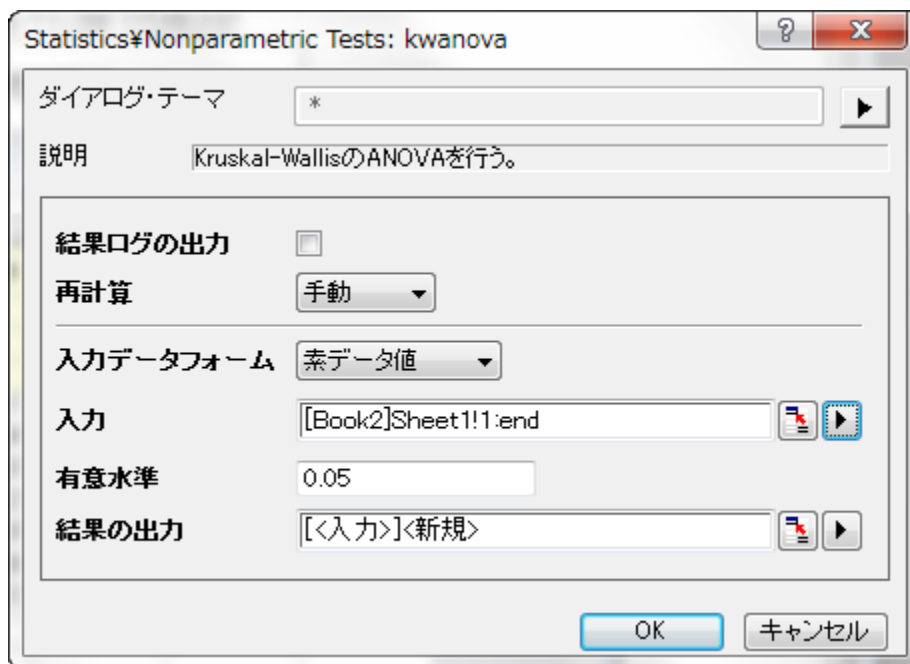 Statistics¥Nonparametric Tests: kwanova
ダイアログ・テーマ *
説明 Kruskal-WallisのANOVAを行う。
結果ログの出力
再計算 手動
入力データフォーム 素データ値
入力 [Book2]Sheet1!1:end
有意水準 0.05
結果の出力 [<入力>]<新規>
OK キャンセル